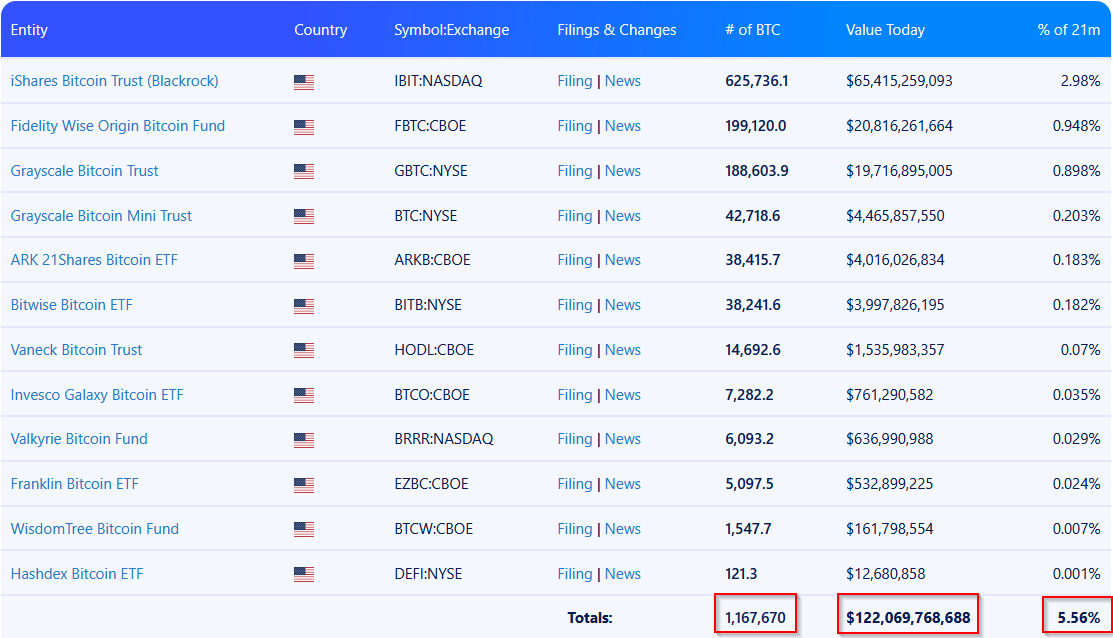 Entity Country Symbol:Exchange Filings & Changes # of BTC Value Today % of 21m
iShares Bitcoin Trust (Blackrock) IBIT:NASDAQ Filing | News 625,736.1 $65,415,259,093 2.98%
Fidelity Wise Origin Bitcoin Fund FBTC:CBOE Filing | News 199,120.0 $20,816,261,664 0.948%
Grayscale Bitcoin Trust GBTC:NYSE Filing | News 188,603.9 $19,716,895,005 0.898%
Grayscale Bitcoin Mini Trust BTC:NYSE Filing | News 42,718.6 $4,465,857,550 0.203%
ARK 21Shares Bitcoin ETF ARKB:CBOE Filing | News 38,415.7 $4,016,026,834 0.183%
Bitwise Bitcoin ETF BITB:NYSE Filing | News 38,241.6 $3,997,826,195 0.182%
Vaneck Bitcoin Trust HODL:CBOE Filing | News 14,692.6 $1,535,983,357 0.07%
Invesco Galaxy Bitcoin ETF BTCO:CBOE Filing | News 7,282.2 $761,290,582 0.035%
Valkyrie Bitcoin Fund BRRR:NASDAQ Filing | News 6,093.2 $636,990,988 0.029%
Franklin Bitcoin ETF EZBC:CBOE Filing | News 5,097.5 $532,899,225 0.024%
WisdomTree Bitcoin Fund BTCW:CBOE Filing | News 1,547.7 $161,798,554 0.007%
Hashdex Bitcoin ETF DEFI:NYSE Filing | News 121.3 $12,680,858 0.001%
Totals: 1,167,670 $122,069,768,688 5.56%